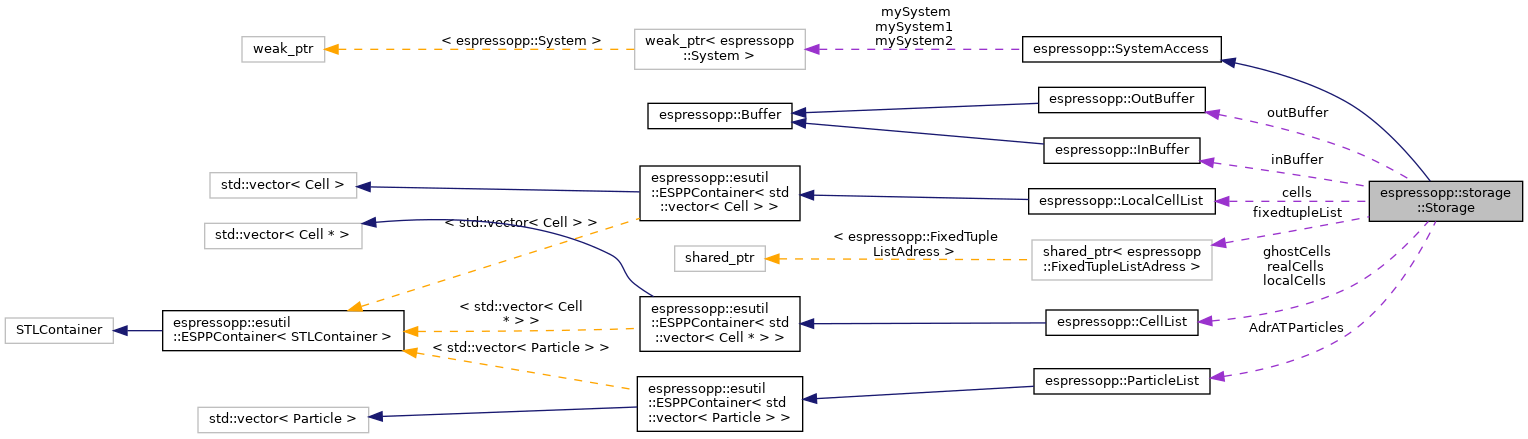 mySystem
mySystem1
mySystem2
weak_ptr
< espressopp::System >
weak_ptr< espressopp
::System >
espressopp::SystemAccess
espressopp::Buffer
espressopp::OutBuffer
outBuffer
espressopp::InBuffer
inBuffer
std::vector< Cell >
espressopp::esutil
::ESPPContainer< std
::vector< Cell > >
espressopp::LocalCellList
cells
espressopp::storage
::Storage
std::vector< Cell * >
< std::vector< Cell > >
fixedtupleList
shared_ptr
< espressopp::FixedTuple
ListAdress >
shared_ptr< espressopp
::FixedTupleListAdress >
ghostCells
realCells
localCells
STLContainer
espressopp::esutil
::ESPPContainer< STLContainer >
< std::vector< Cell
* > >
espressopp::esutil
::ESPPContainer< std
::vector< Cell * > >
espressopp::CellList
AdrATParticles
< std::vector< Particle > >
std::vector< Particle >
espressopp::esutil
::ESPPContainer< std
::vector< Particle > >
espressopp::ParticleList